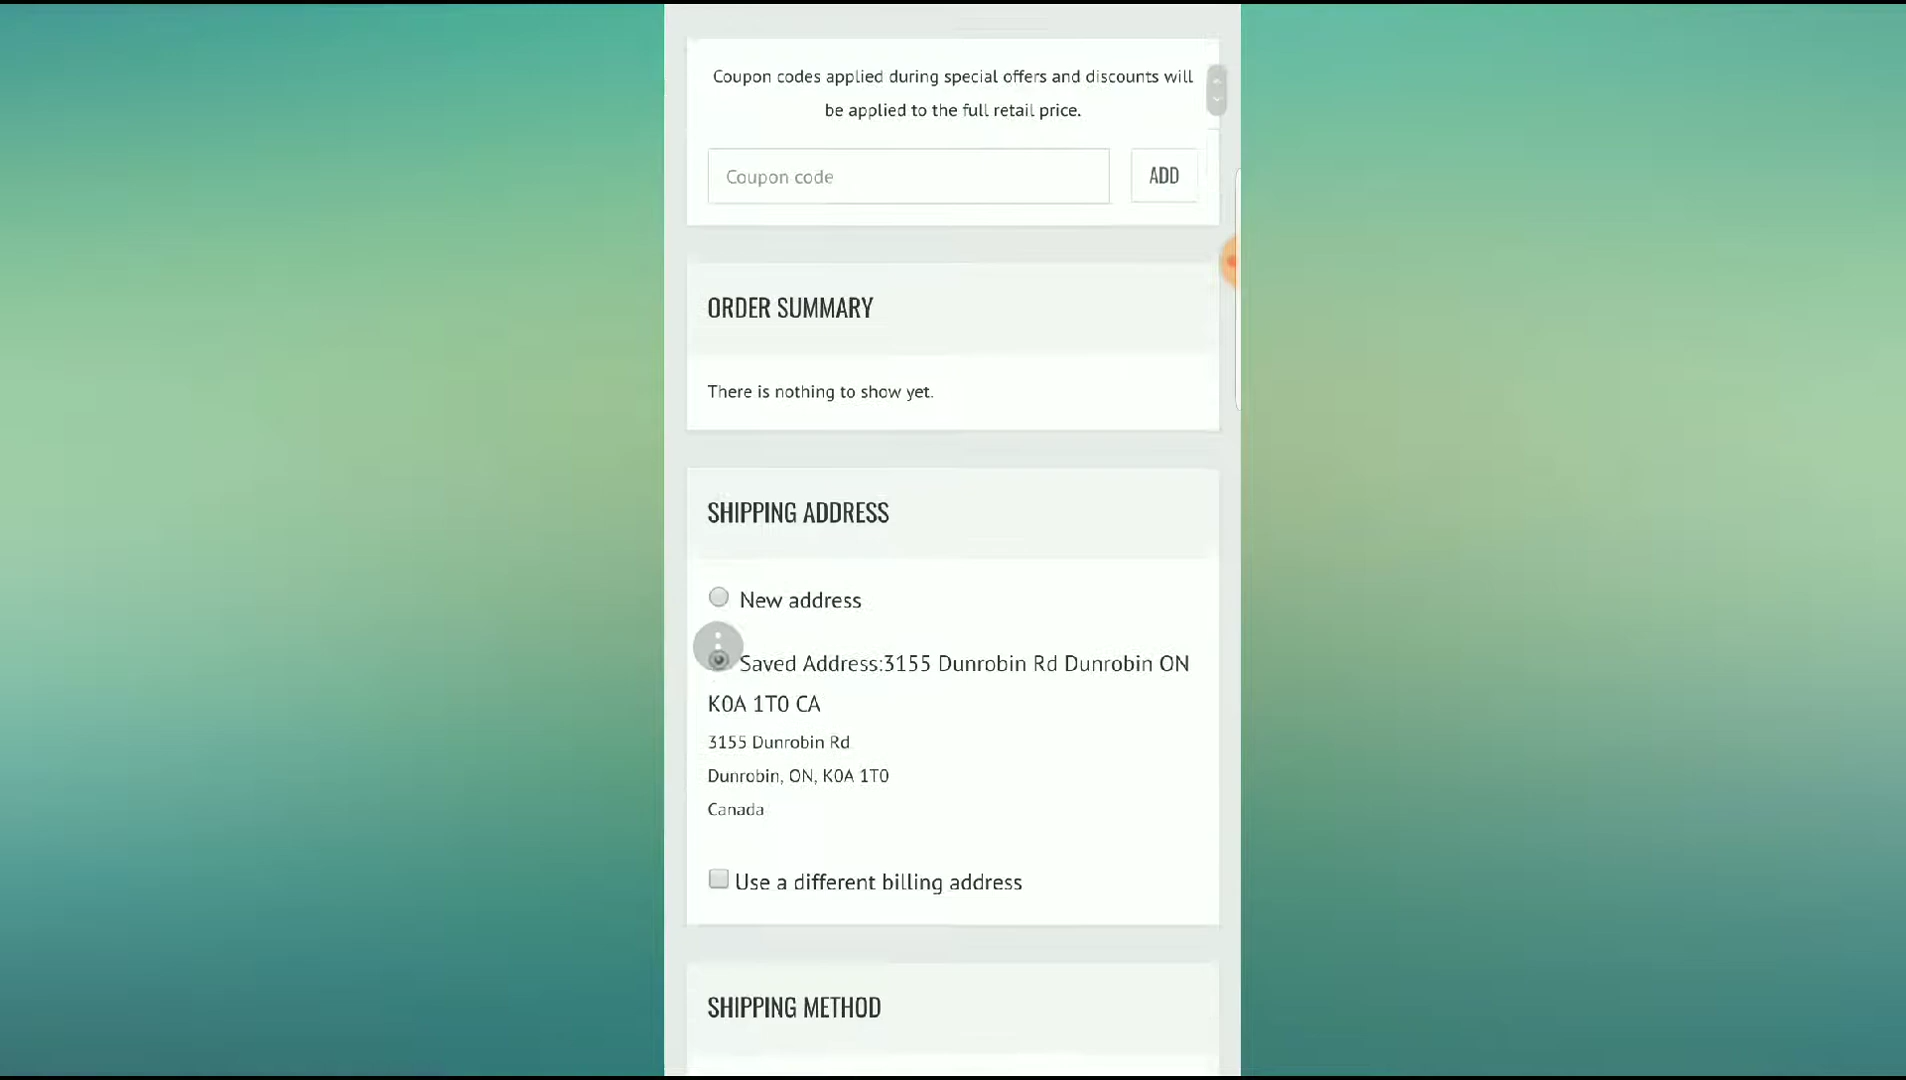 Coupon codes applied during special offers and discounts will
be applied to the full retail price.
Coupon code
ADD
ORDER SUMMARY
There is nothing to show yet.
SHIPPING ADDRESS
New address
Saved Address:3155 Dunrobin Rd Dunrobin ON
K0A 1T0 CA
3155 Dunrobin Rd
Dunrobin, ON, K0A 1T0
Canada
Use a different billing address
SHIPPING METHOD